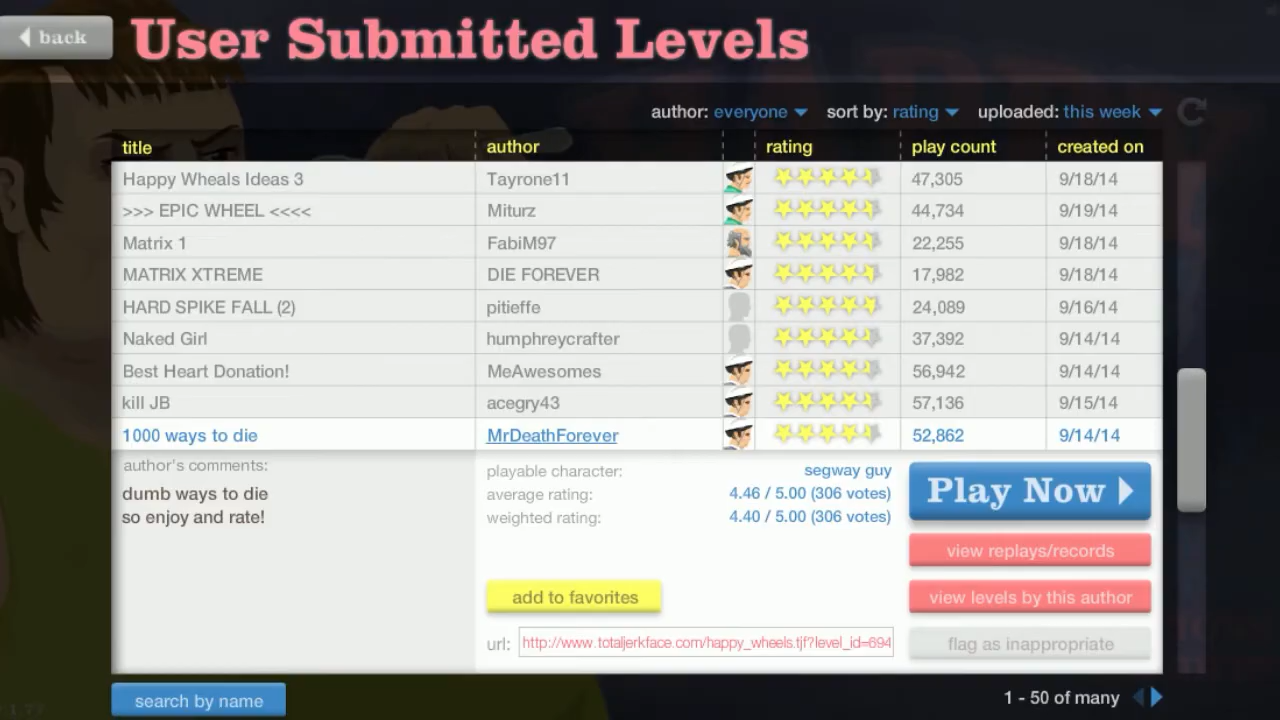 back
User Submitted Levels
author: everyone sort by: rating uploaded: this week
title author rating play count created on
Happy Wheals Ideas 3 Tayrone11 47,305 9/18/14
>>> EPIC WHEEL <<<< Miturz 44,734 9/19/14
Matrix 1 FabiM97 22,255 9/18/14
MATRIX XTREME DIE FOREVER 17,982 9/18/14
HARD SPIKE FALL (2) pitieffe 24,089 9/16/14
Naked Girl humphreycrafter 37,392 9/14/14
Best Heart Donation! MeAwesomes 56,942 9/14/14
kill JB acegry43 57,136 9/15/14
1000 ways to die MrDeathForever 52,862 9/14/14
author's comments:
dumb ways to die
so enjoy and rate!
playable character: segway guy
average rating: 4.46 / 5.00 (306 votes)
weighted rating: 4.40 / 5.00 (306 votes)
add to favorites
url: http://www.totaljerkface.com/happy_wheels.tjf?level_id=694
Play Now
view replays/records
view levels by this author
flag as inappropriate
search by name
1 - 50 of many